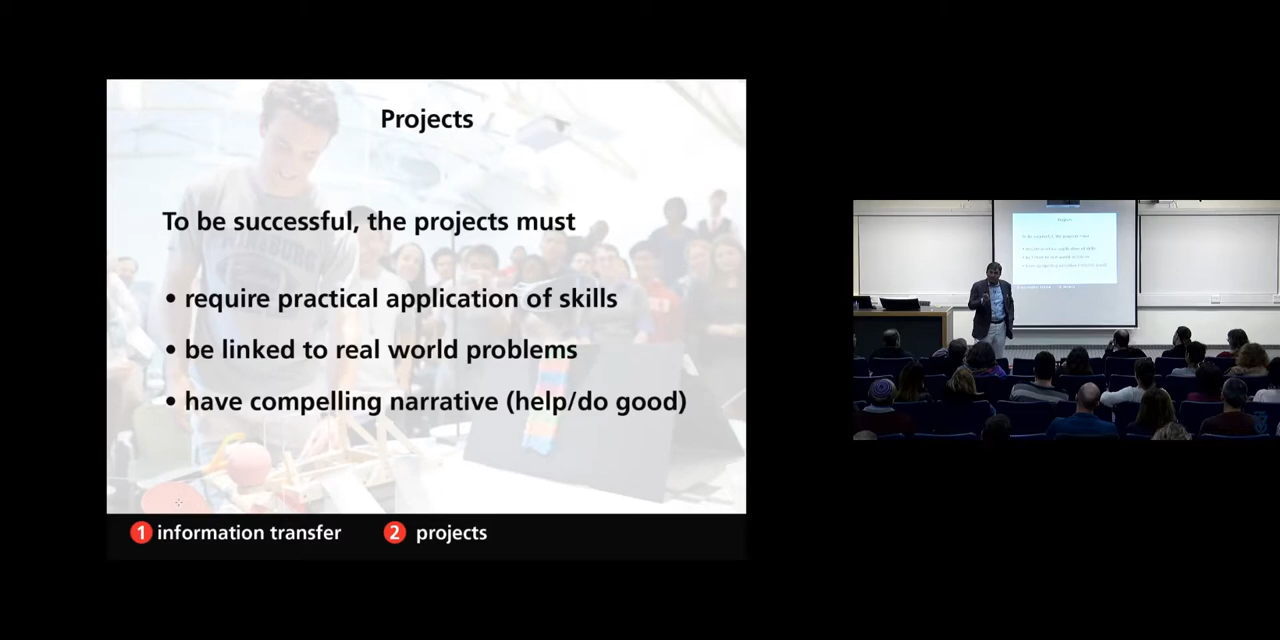 Projects
To be successful, the projects must
• require practical application of skills
• be linked to real world problems
• have compelling narrative (help/do good)
1 information transfer 2 projects